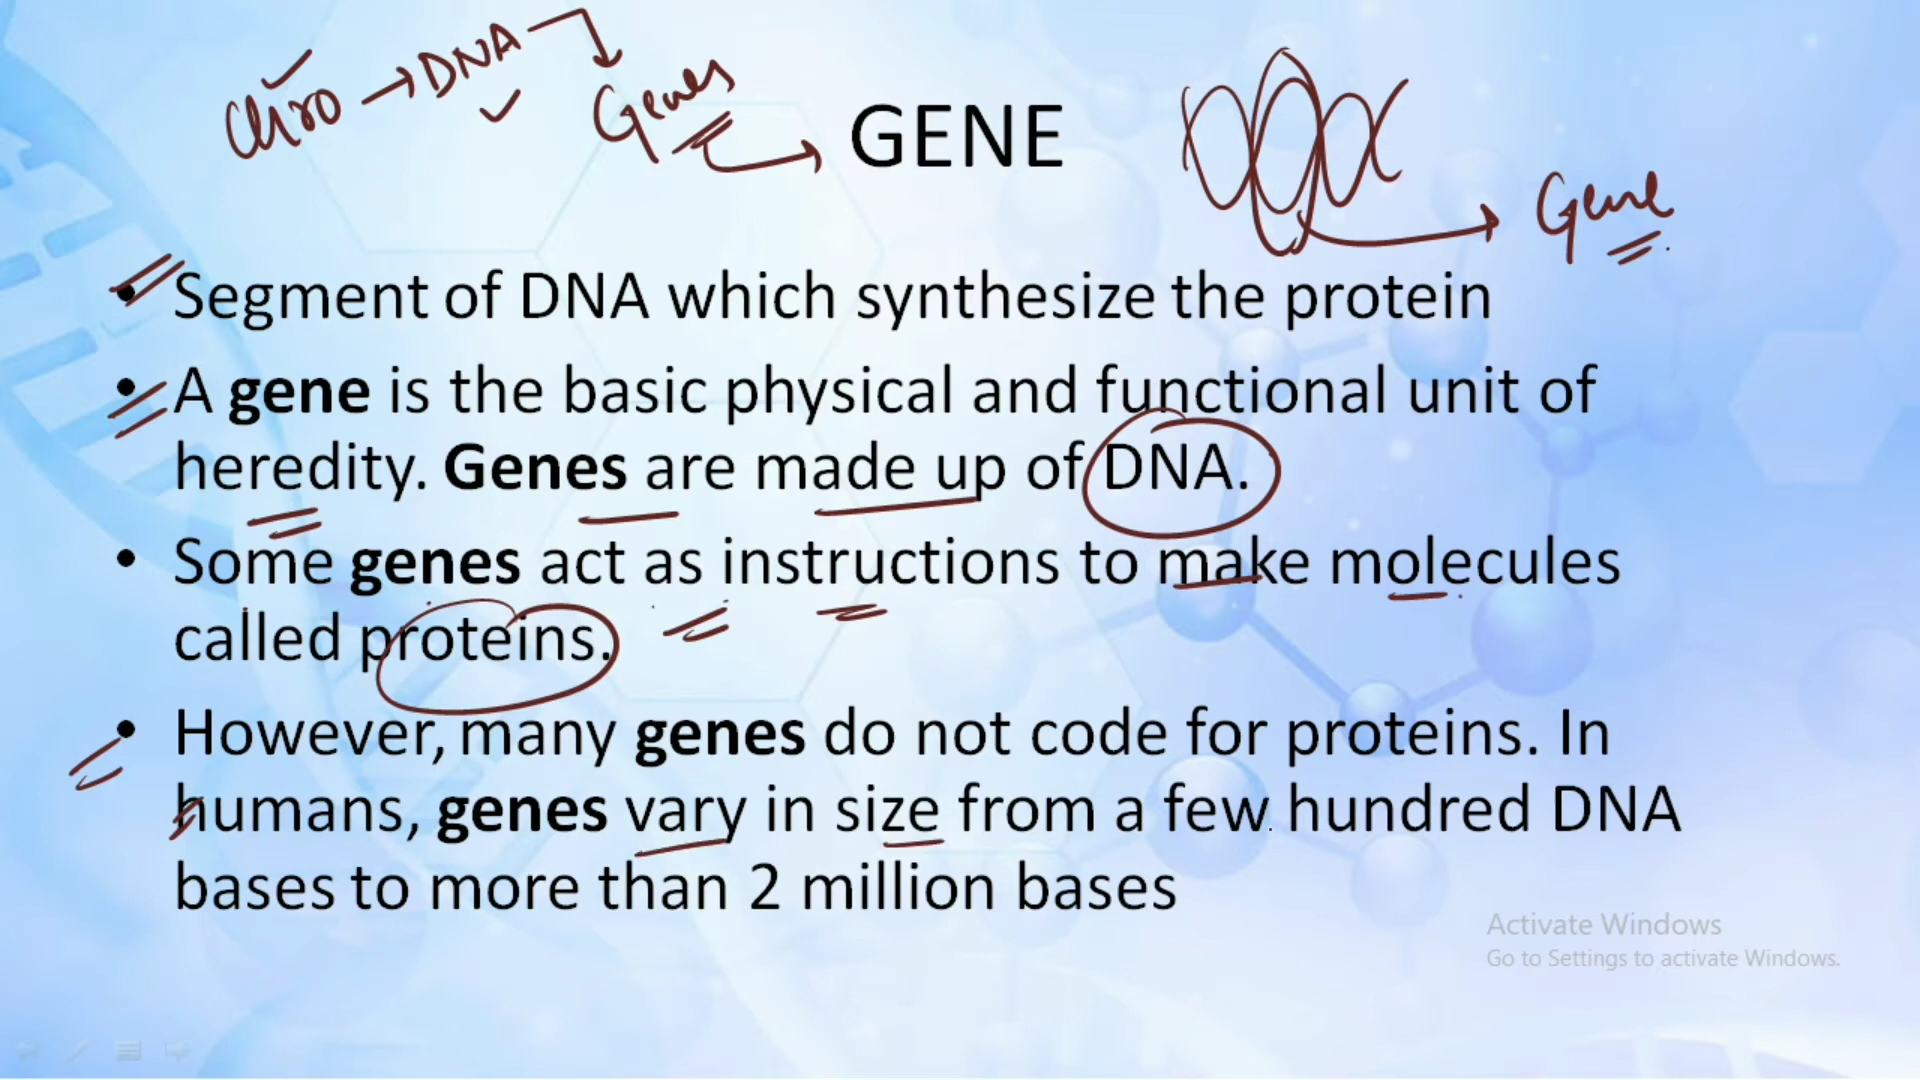 Chro → DNA → Genes → GENE
Gene
• Segment of DNA which synthesize the protein
• A gene is the basic physical and functional unit of
heredity. Genes are made up of DNA.
• Some genes act as instructions to make molecules
called proteins.
• However, many genes do not code for proteins. In
humans, genes vary in size from a few hundred DNA
bases to more than 2 million bases
Activate Windows
Go to Settings to activate Windows.